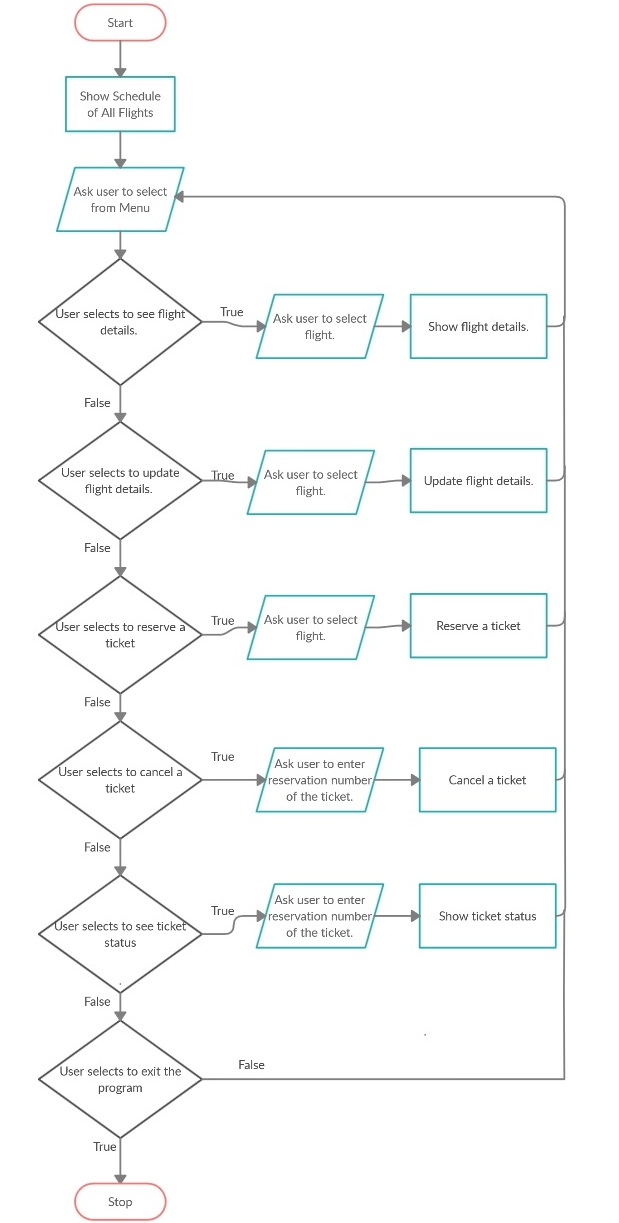 Start
Show Schedule
of All Flights
Ask user to select
from Menu
User selects to see flight
details.
True
Ask user to select
flight.
Show flight details.
False
User selects to update
flight details.
True
Ask user to select
flight.
Update flight details.
False
User selects to reserve a
ticket
True
Ask user to select
flight.
Reserve a ticket
False
User selects to cancel a
ticket
True
Ask user to enter
reservation number
of the ticket.
Cancel a ticket
False
User selects to see ticket
status
True
Ask user to enter
reservation number
of the ticket.
Show ticket status
False
User selects to exit the
program
False
True
Stop